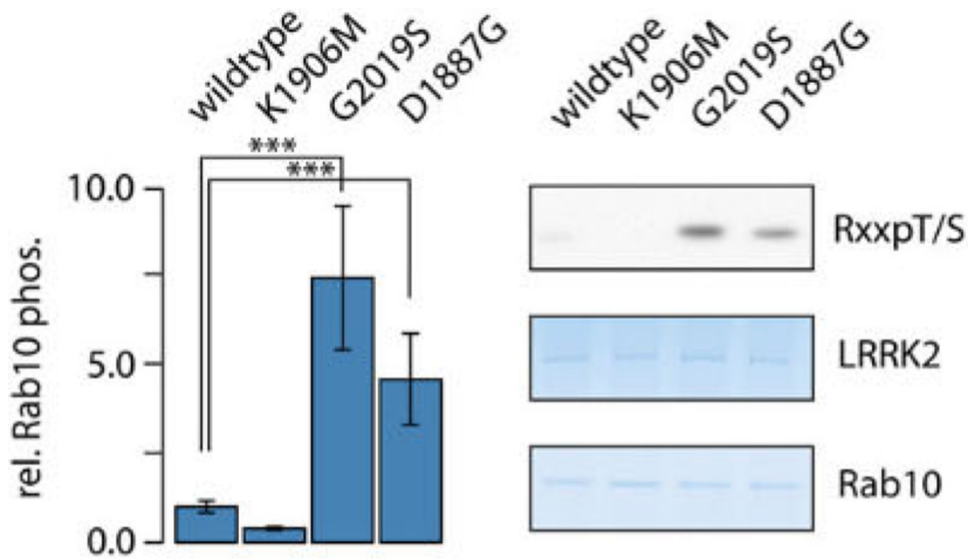 wildtype
K1906M
G2019S
D1887G
***
***
10.0
5.0
0.0
rel. Rab10 phos.
wildtype
K1906M
G2019S
D1887G
RxxpT/S
LRRK2
Rab10